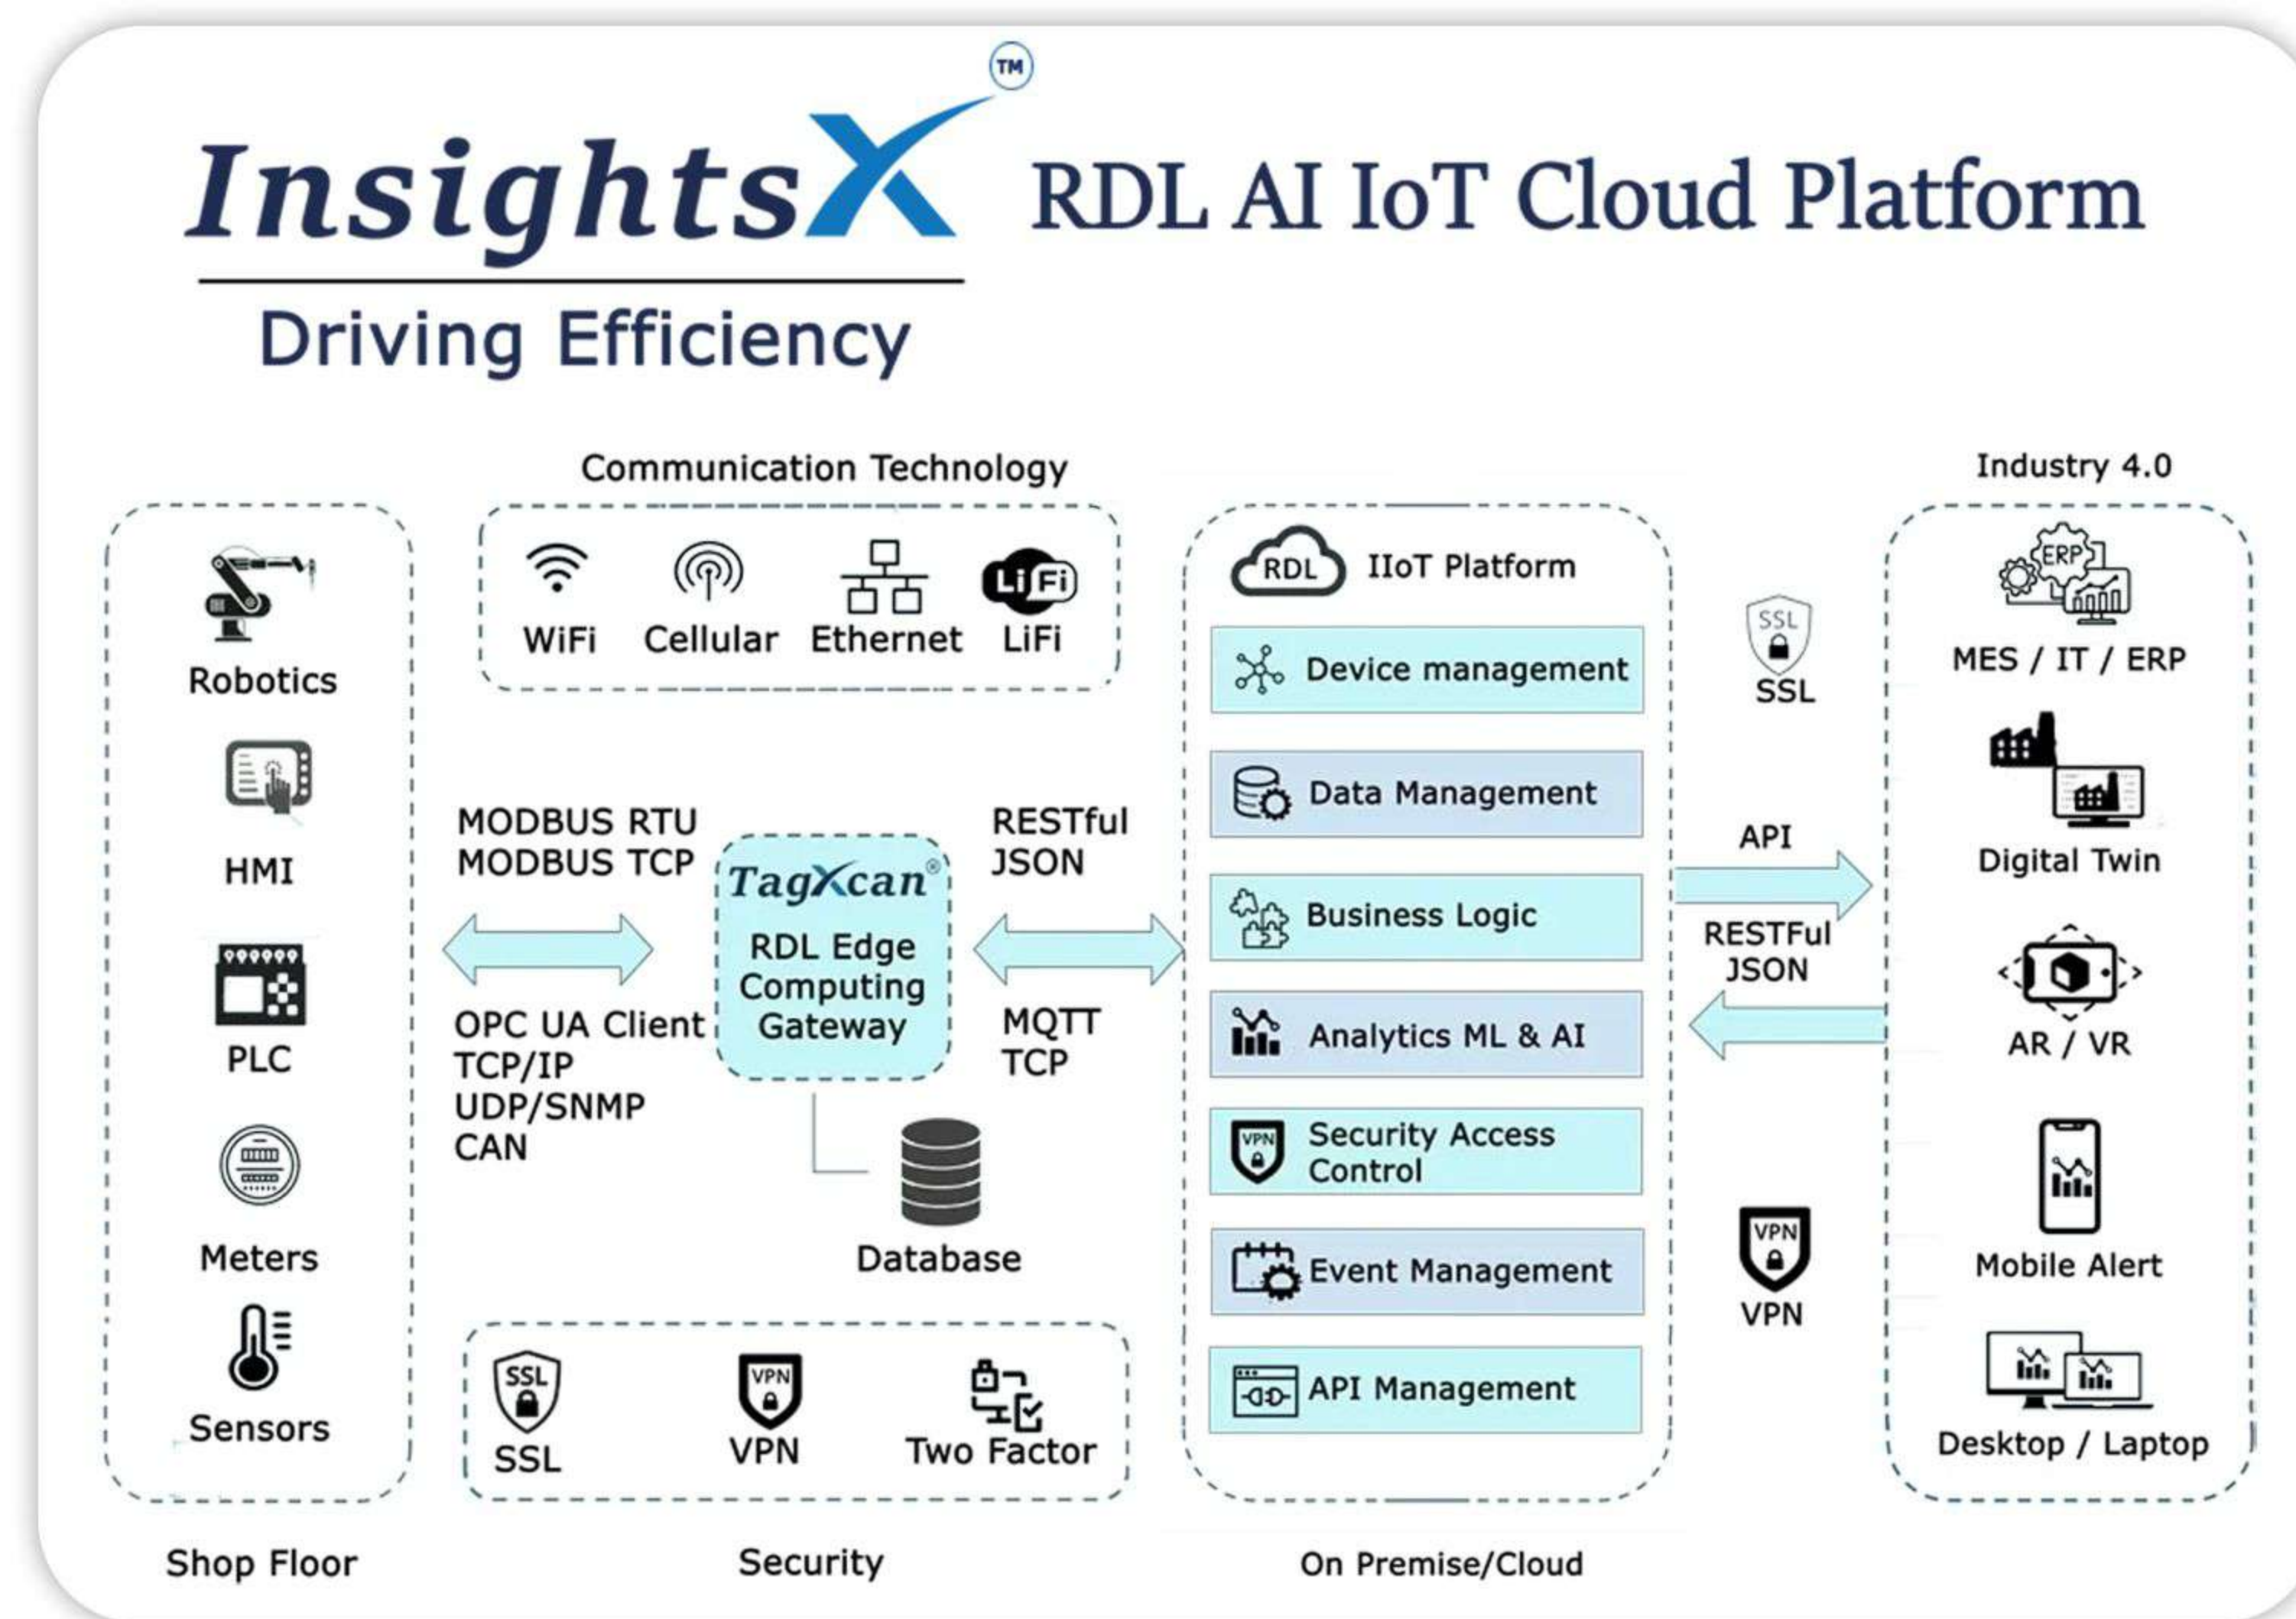 TM
InsightsX RDL AI IoT Cloud Platform
Driving Efficiency
Communication Technology
Industry 4.0
Robotics
HMI
PLC
Meters
Sensors
Shop Floor
LiFi
WiFi
Cellular
Ethernet
LiFi
MODBUS RTU
MODBUS TCP
OPC UA Client
TCP/IP
UDP/SNMP
CAN
TagXcan®
RDL Edge
Computing
Gateway
RESTful
JSON
MQTT
TCP
Database
SSL
SSL
VPN
VPN
Two Factor
Security
RDL
IIoT Platform
Device management
Data Management
Business Logic
Analytics ML & AI
VPN
Security Access
Control
Event Management
API Management
On Premise/Cloud
SSL
SSL
API
RESTFul
JSON
VPN
VPN
ERP
MES / IT / ERP
Digital Twin
AR / VR
Mobile Alert
Desktop / Laptop